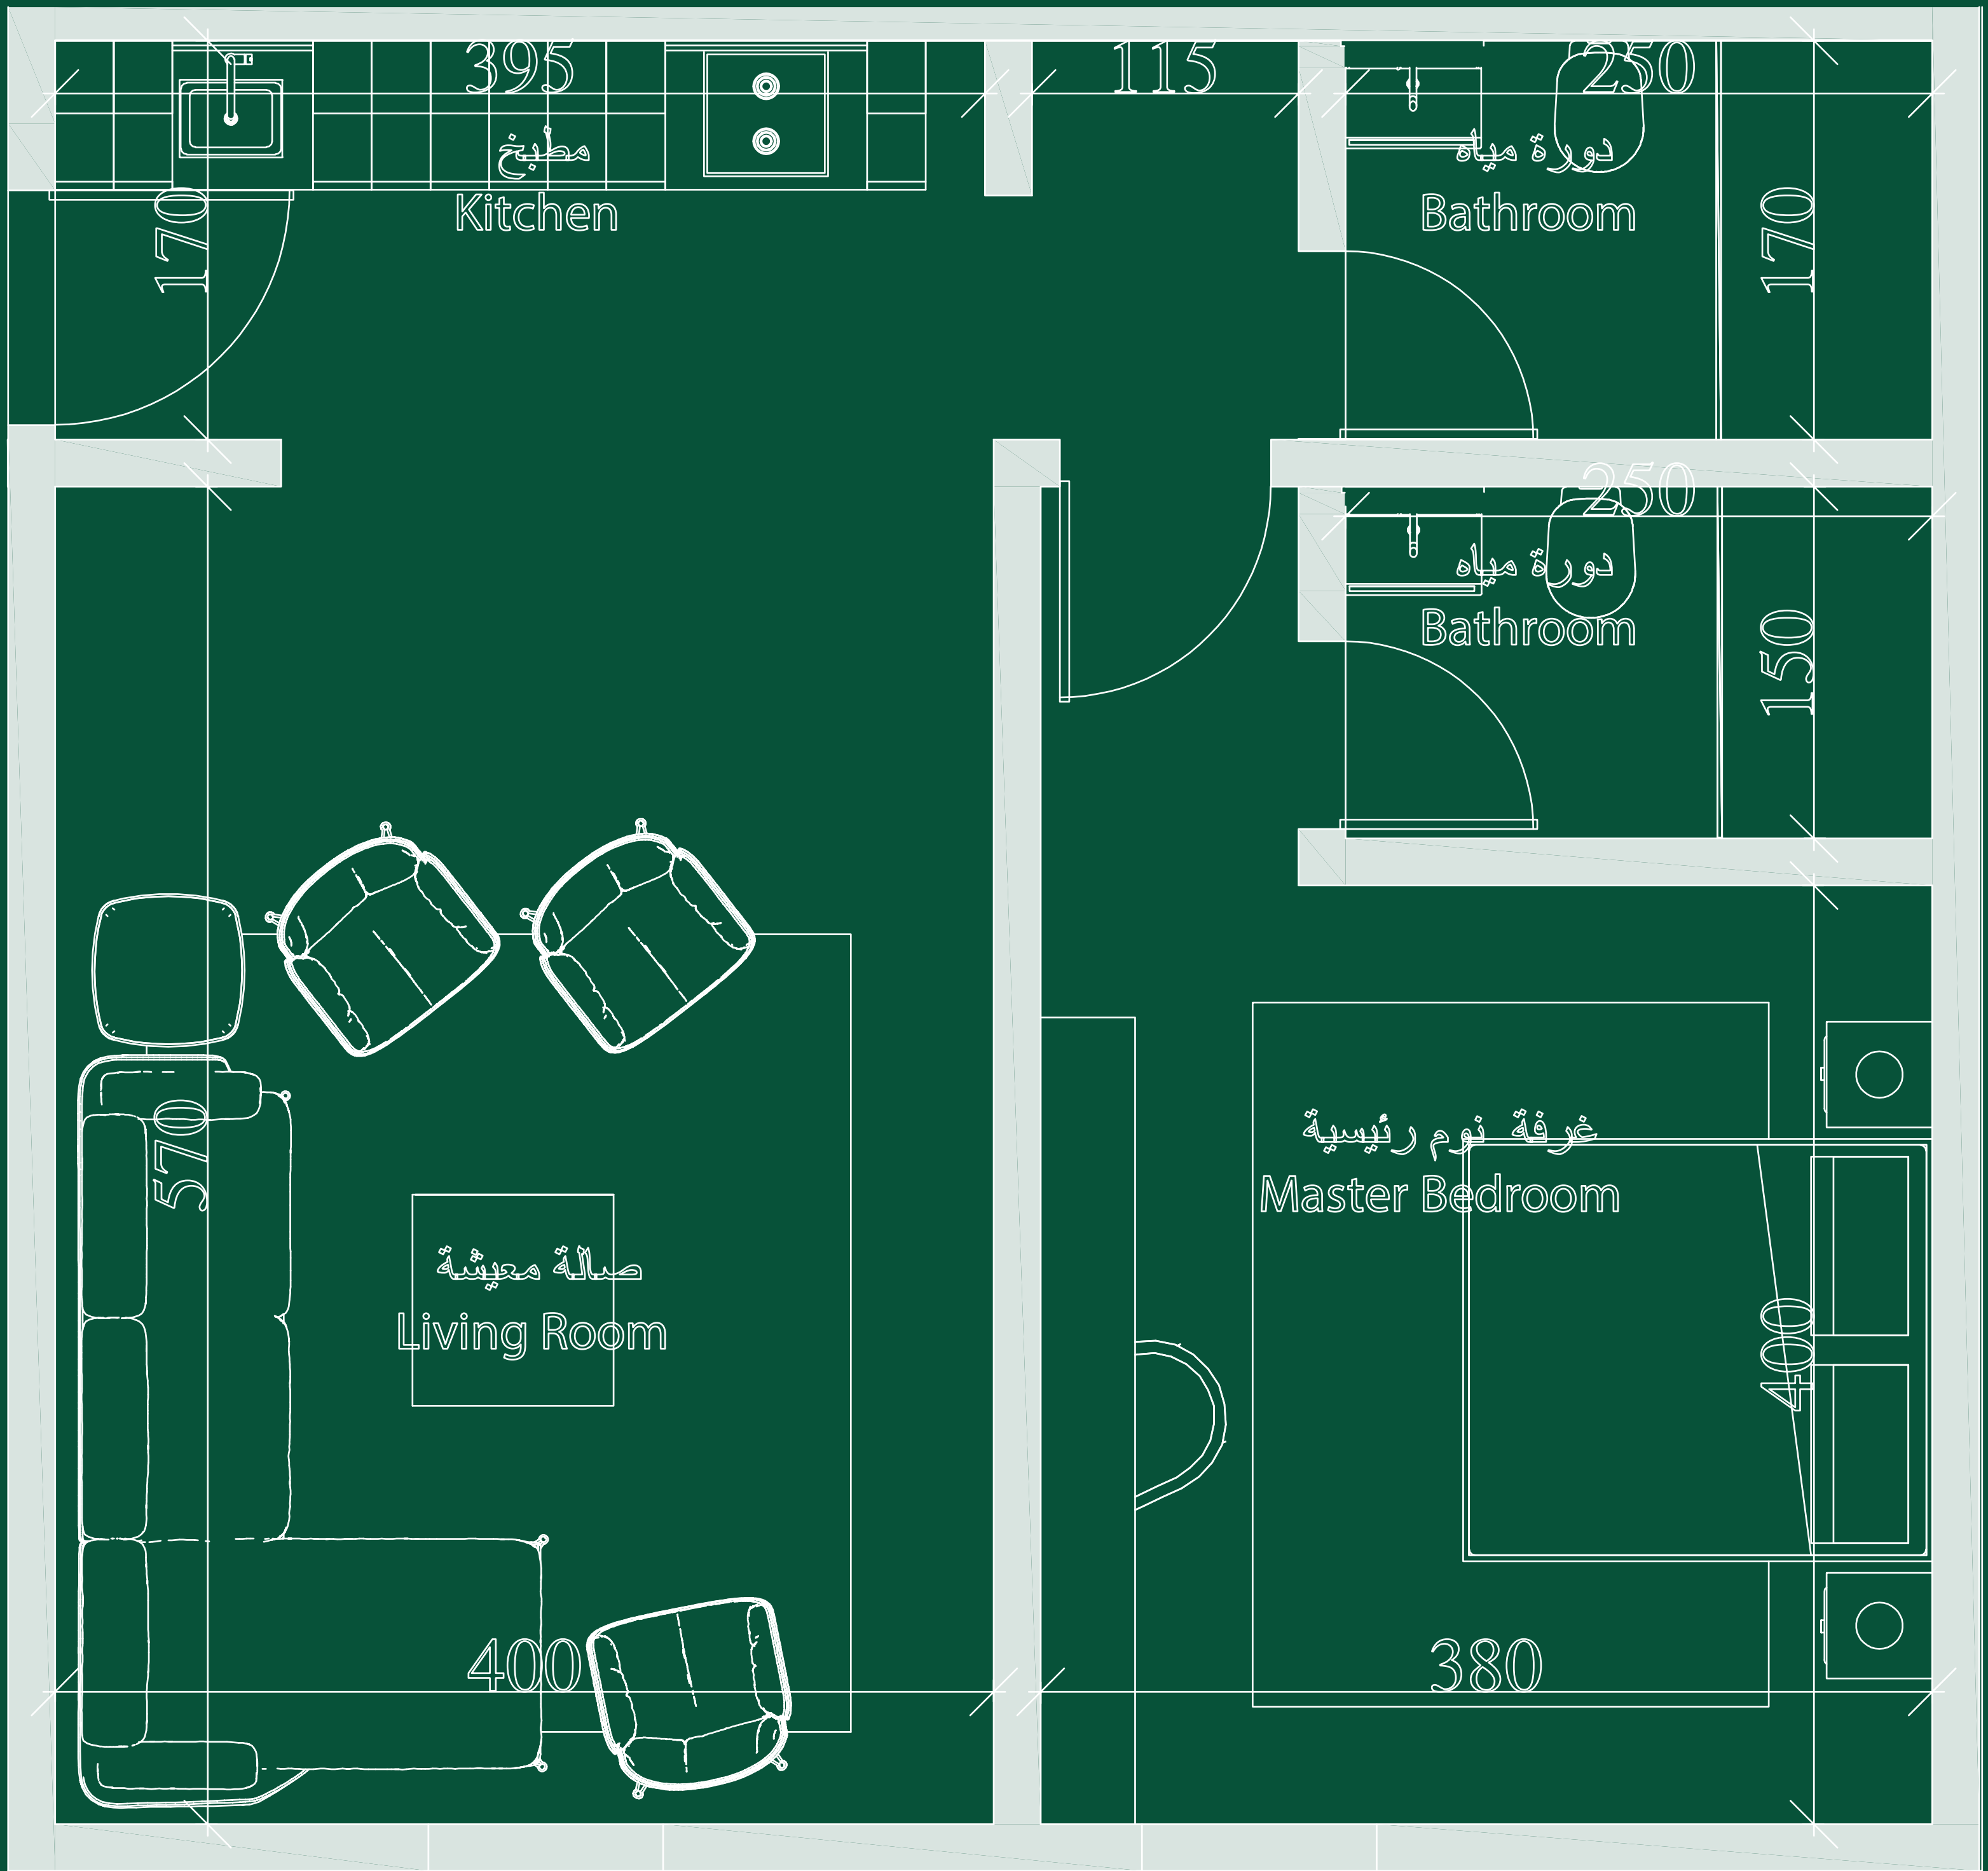 395
115
250
مطبخ
Kitchen
دورة مياه
Bathroom
170
170
250
دورة مياه
Bathroom
150
570
غرفة نوم رئيسية
Master Bedroom
صالة معيشة
Living Room
400
400
380